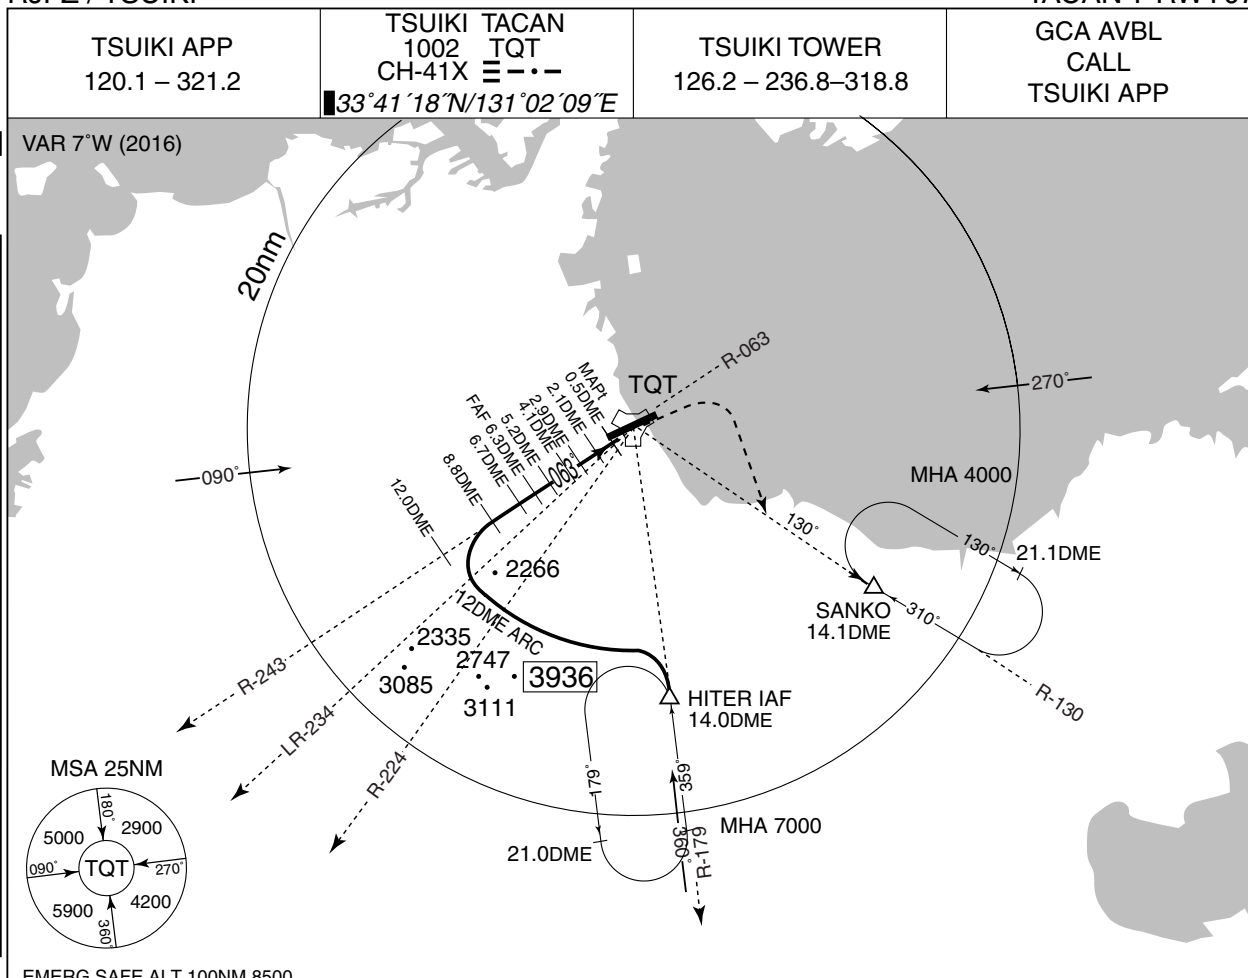 TSUIKI APP
120.1 – 321.2
TSUIKI TACAN
1002 TQT
CH-41X
33˚41´18˝N/131˚02´09˝E
TSUIKI TOWER
126.2 – 236.8–318.8
GCA AVBL
CALL
TSUIKI APP
VAR 7˚W (2016)
20nm
R-063
TQT
MAPt
0.5DME
2.1DME
2.9DME
4.1DME
5.2DME
FAF 6.3DME
6.7DME
8.8DME
12.0DME
063˚
270˚
090˚
MHA 4000
130˚
130˚
21.1DME
SANKO
14.1DME
310˚
R-130
2266
12DME ARC
2335
2747
3085
3936
3111
HITER IAF
14.0DME
R-243
LR-234
R-224
179˚
359˚
360˚
R-179
MHA 7000
21.0DME
MSA 25NM
180˚
5000
2900
090˚
TQT
270˚
5900
4200
360˚
EMERG SAFE ALT 100NM 8500